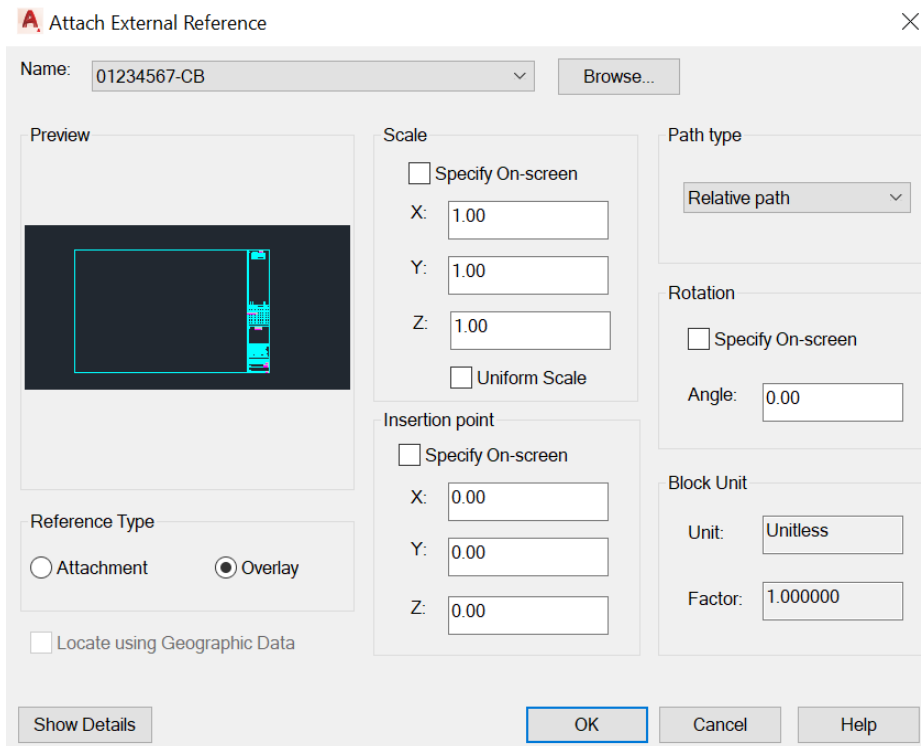 Attach External Reference
Name: 01234567-CB Browse...
Preview
Scale
Specify On-screen
X: 1.00
Y: 1.00
Z: 1.00
Uniform Scale
Path type
Relative path
Rotation
Specify On-screen
Angle: 0.00
Insertion point
Specify On-screen
X: 0.00
Y: 0.00
Z: 0.00
Block Unit
Unit: Unitless
Factor: 1.000000
Reference Type
Attachment Overlay
Locate using Geographic Data
Show Details OK Cancel Help